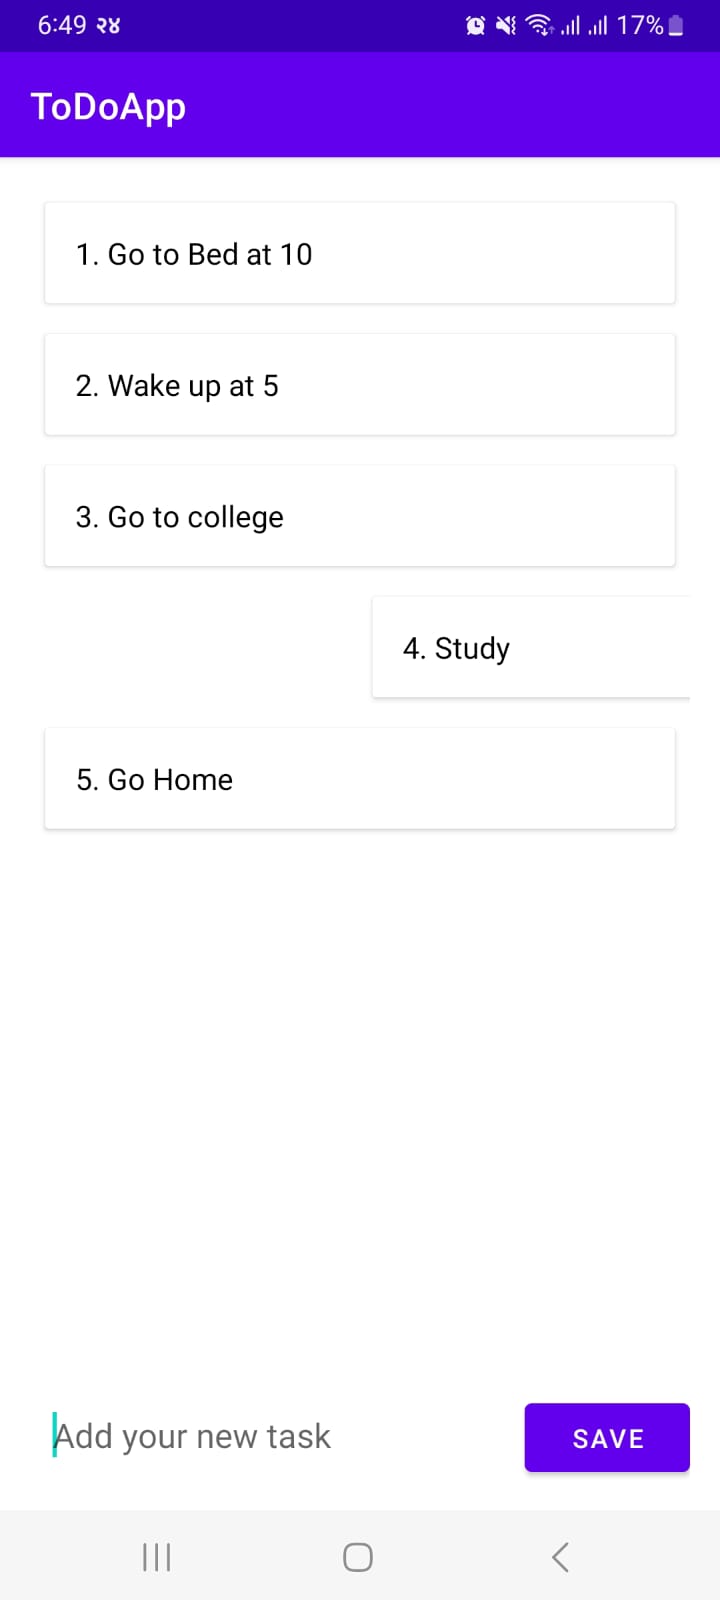 6:49 २४ 17%
ToDoApp
1. Go to Bed at 10
2. Wake up at 5
3. Go to college
4. Study
5. Go Home
Add your new task
SAVE